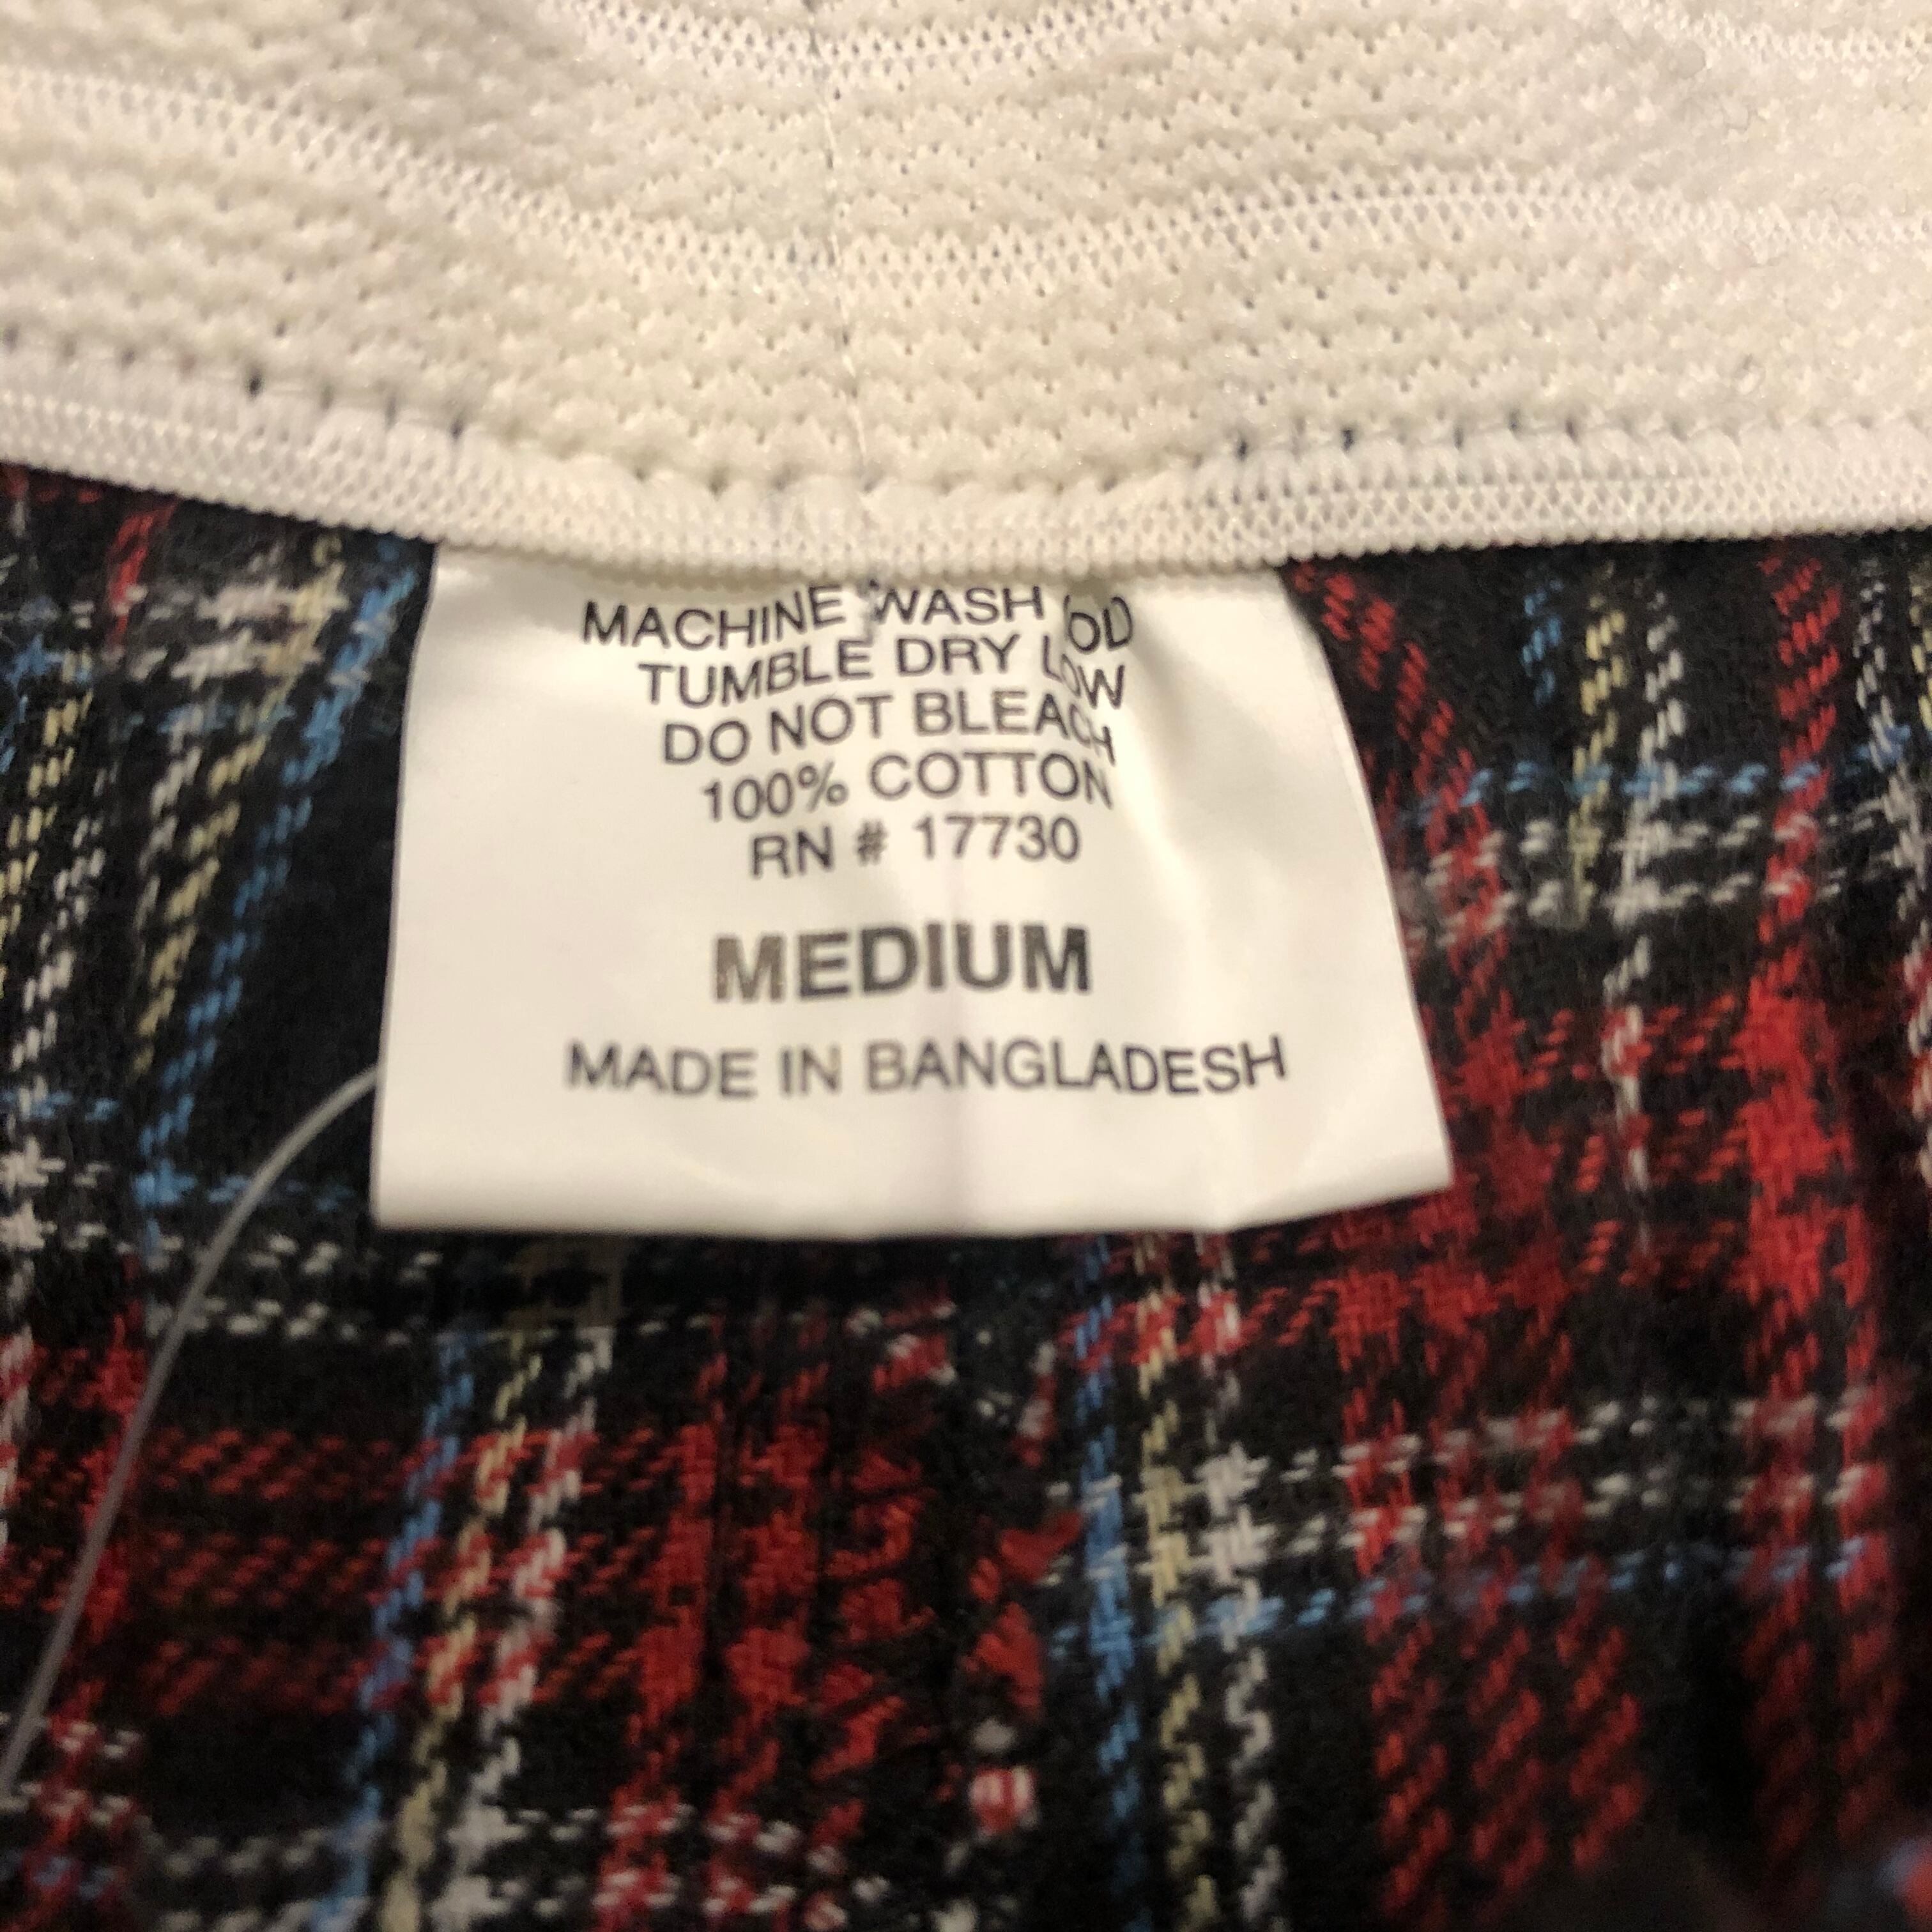 MACHINE WASH
TUMBLE DRY LOW
DO NOT BLEACH
100% COTTON
RN # 17730
MEDIUM
MADE IN BANGLADESH